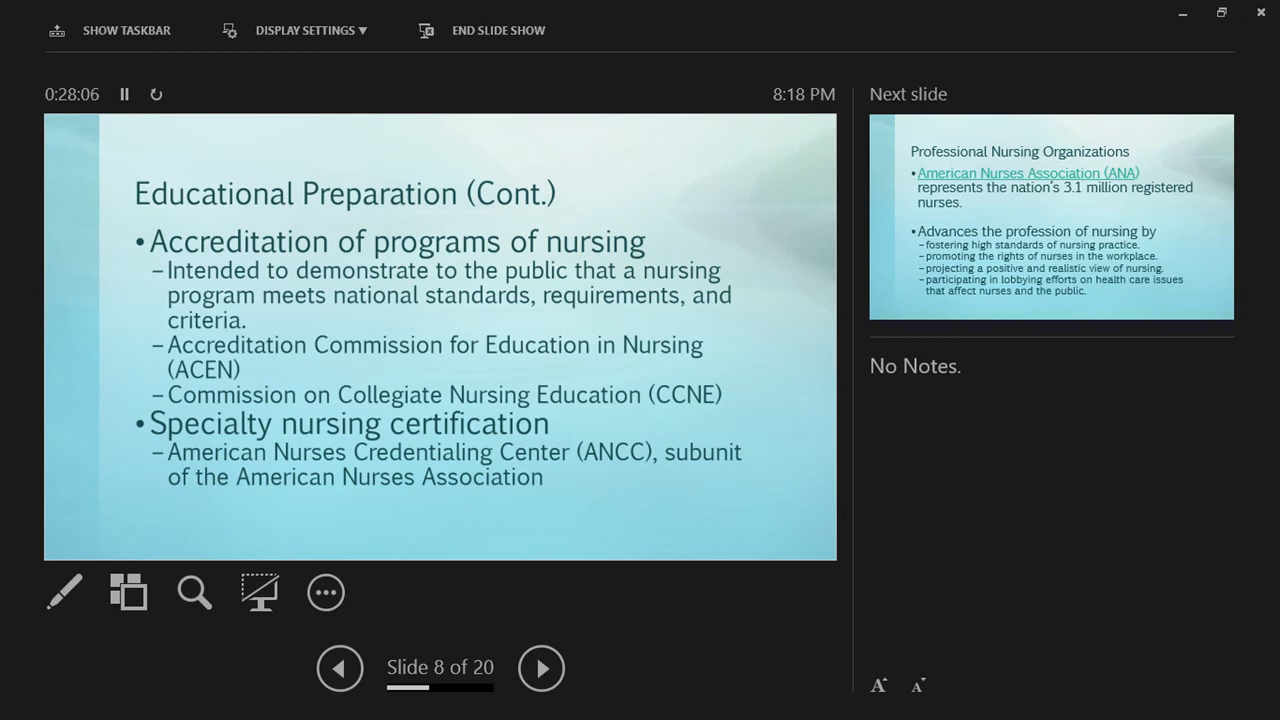 SHOW TASKBAR
DISPLAY SETTINGS ▼
END SLIDE SHOW
0:28:06
8:18 PM
Educational Preparation (Cont.)
•Accreditation of programs of nursing
–Intended to demonstrate to the public that a nursing
program meets national standards, requirements, and
criteria.
–Accreditation Commission for Education in Nursing
(ACEN)
–Commission on Collegiate Nursing Education (CCNE)
•Specialty nursing certification
–American Nurses Credentialing Center (ANCC), subunit
of the American Nurses Association
Slide 8 of 20
Next slide
Professional Nursing Organizations
•American Nurses Association (ANA)
represents the nation's 3.1 million registered
nurses.
•Advances the profession of nursing by
–fostering high standards of nursing practice.
–promoting the rights of nurses in the workplace.
–projecting a positive and realistic view of nursing.
–participating in lobbying efforts on health care issues
that affect nurses and the public.
No Notes.
A A